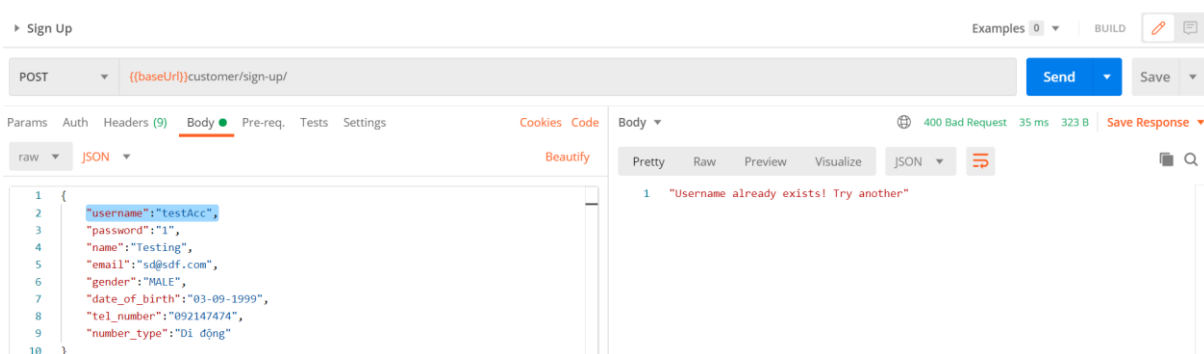 Sign Up
Examples 0 BUILD
POST {{baseUrl}}customer/sign-up/ Send Save
Params Auth Headers (9) Body Pre-req. Tests Settings Cookies Code
raw JSON Beautify
1 {
2 "username":"testAcc",
3 "password":"1",
4 "name":"Testing",
5 "email":"sd@sdf.com",
6 "gender":"MALE",
7 "date_of_birth":"03-09-1999",
8 "tel_number":"092147474",
9 "number_type":"Di động"
10 }
Body 400 Bad Request 35 ms 323 B Save Response
Pretty Raw Preview Visualize JSON
1 "Username already exists! Try another"